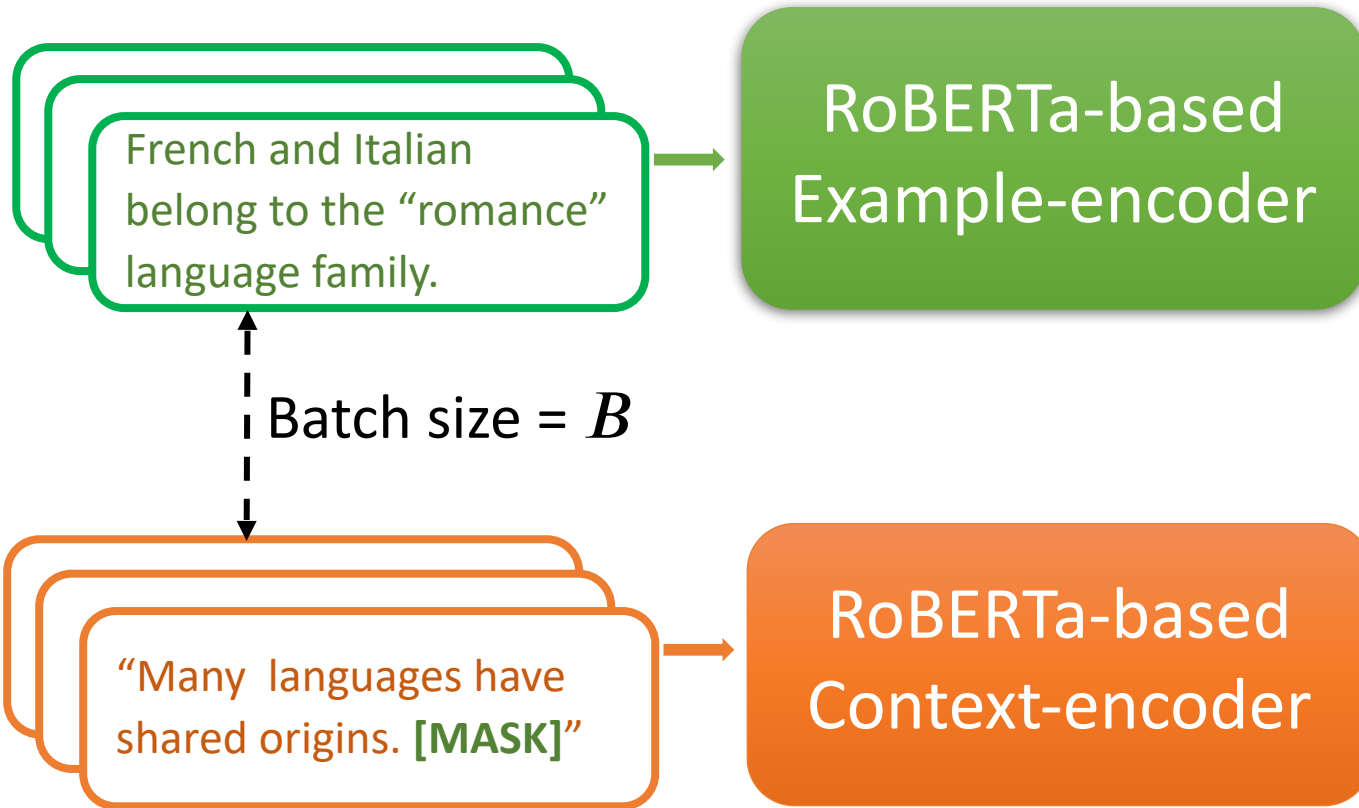 French and Italian
belong to the “romance”
language family.
RoBERTa-based
Example-encoder
Batch size = B
“Many  languages have
shared origins. [MASK]”
RoBERTa-based
Context-encoder